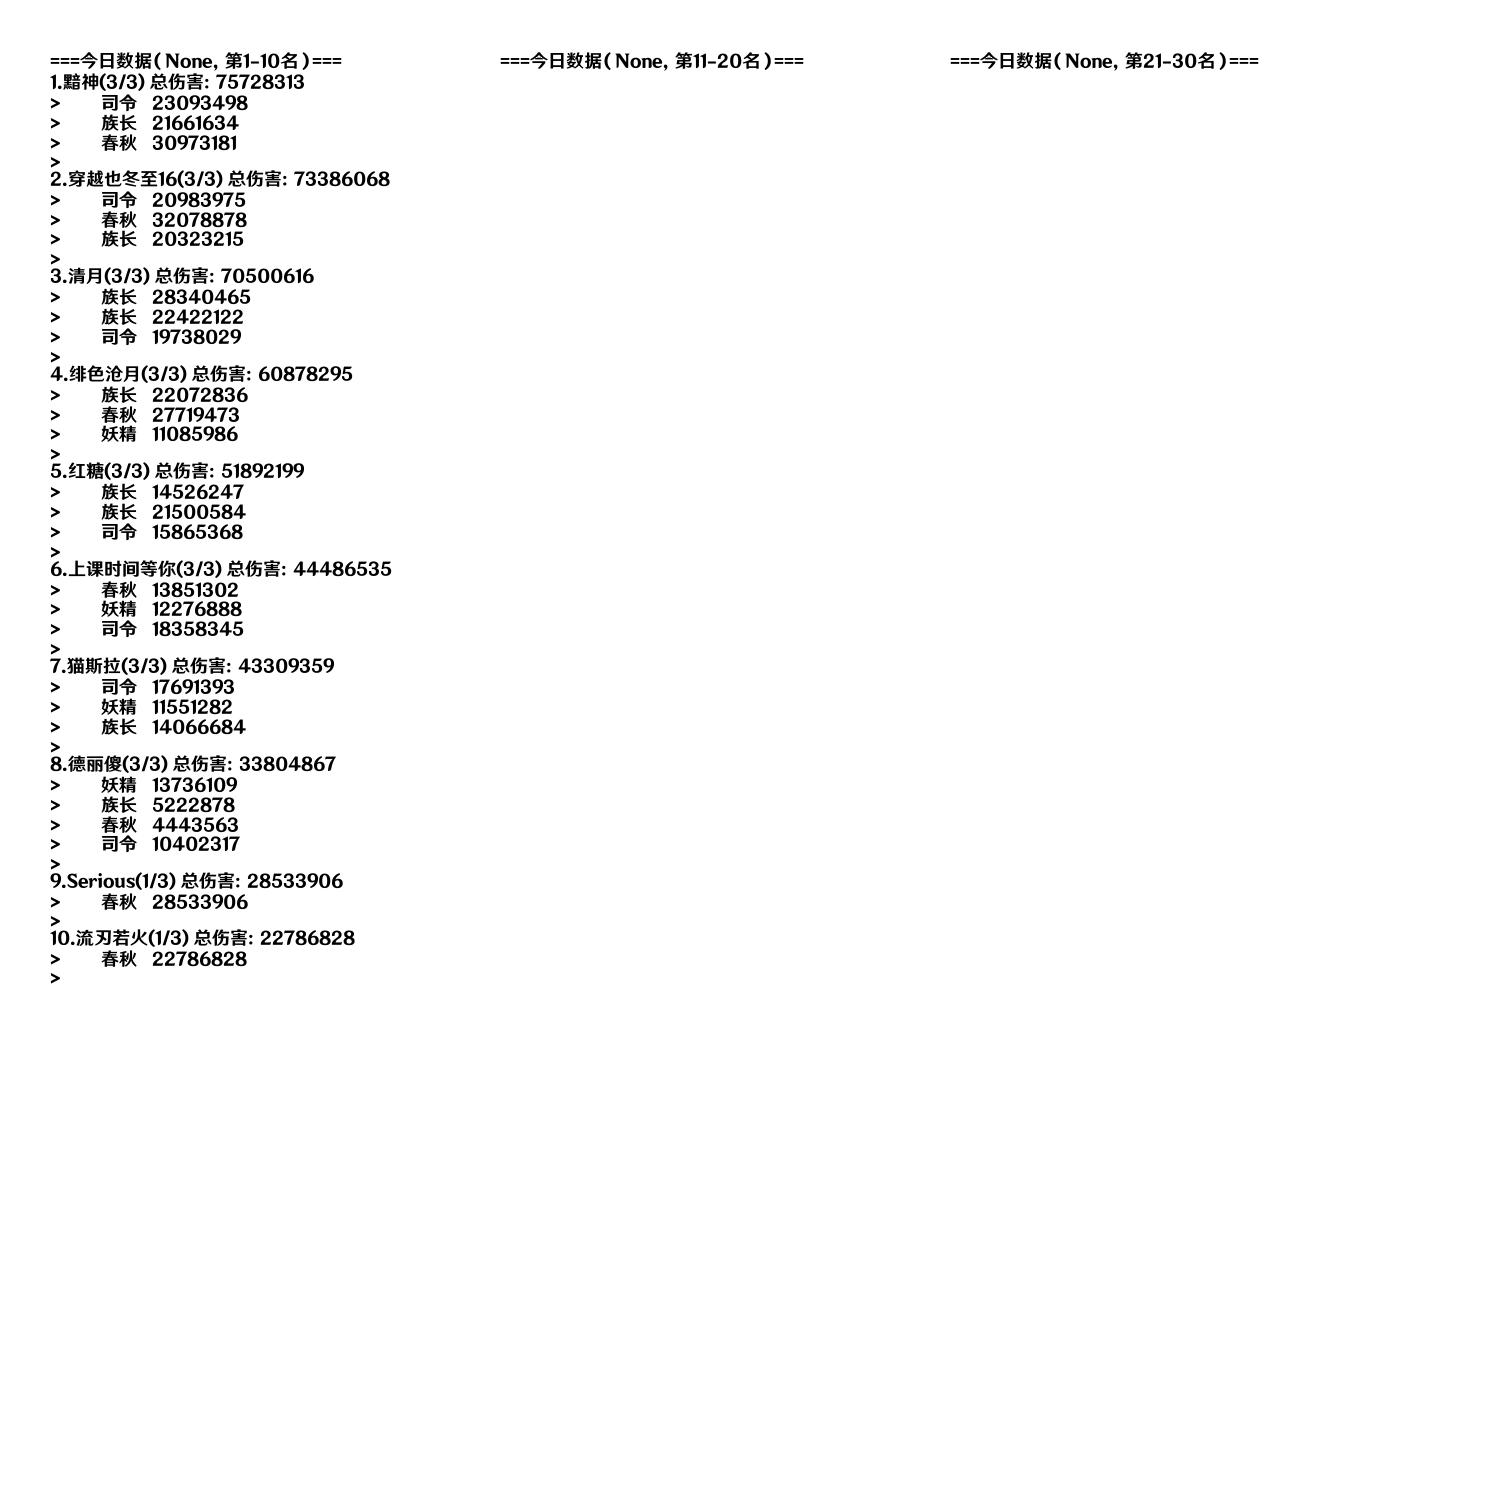 ===今日数据(None, 第1-10名)===
1.黯神(3/3) 总伤害: 75728313
> 司令 23093498
> 族长 21661634
> 春秋 30973181
>
2.穿越也冬至16(3/3) 总伤害: 73386068
> 司令 20983975
> 春秋 32078878
> 族长 20323215
>
3.清月(3/3) 总伤害: 70500616
> 族长 28340465
> 族长 22422122
> 司令 19738029
>
4.绯色沧月(3/3) 总伤害: 60878295
> 族长 22072836
> 春秋 27719473
> 妖精 11085986
>
5.红糖(3/3) 总伤害: 51892199
> 族长 14526247
> 族长 21500584
> 司令 15865368
>
6.上课时间等你(3/3) 总伤害: 44486535
> 春秋 13851302
> 妖精 12276888
> 司令 18358345
>
7.猫斯拉(3/3) 总伤害: 43309359
> 司令 17691393
> 妖精 11551282
> 族长 14066684
>
8.德丽傻(3/3) 总伤害: 33804867
> 妖精 13736109
> 族长 5222878
> 春秋 4443563
> 司令 10402317
>
9.Serious(1/3) 总伤害: 28533906
> 春秋 28533906
>
10.流刃若火(1/3) 总伤害: 22786828
> 春秋 22786828
>
===今日数据(None, 第11-20名)===
===今日数据(None, 第21-30名)===